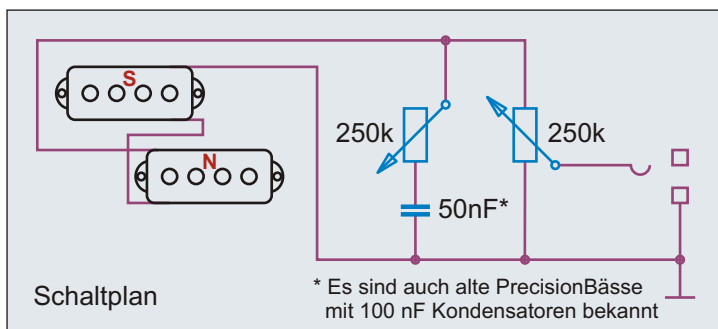 S
N
250k
250k
50nF*
Schaltplan
* Es sind auch alte PrecisionBässe
mit 100 nF Kondensatoren bekannt